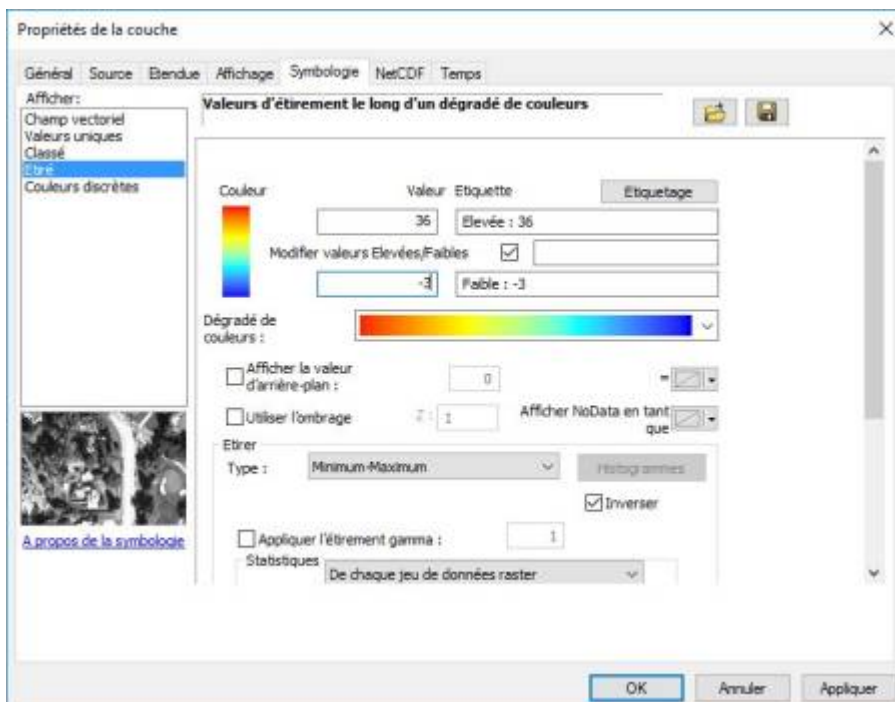 Propriétés de la couche
Général Source Etendue Affichage Symbologie NetCDF Temps
Afficher:
Champ vectoriel
Valeurs uniques
Classé
Etiré
Couleurs discrètes
Valeurs d'étirement le long d'un dégradé de couleurs
Couleur Valeur Etiquette Etiquetage
36 Elevée : 36
Modifier valeurs Elevées/Faibles
-3 Faible : -3
Dégradé de
couleurs :
Afficher la valeur
d'arrière-plan :
0 =
Utiliser l'ombrage Z : 1 Afficher NoData en tant
que
Etirer
Type : Minimum-Maximum Histogrammes
Inverser
Appliquer l'étirement gamma : 1
Statistiques
De chaque jeu de données raster
A propos de la symbologie
OK Annuler Appliquer